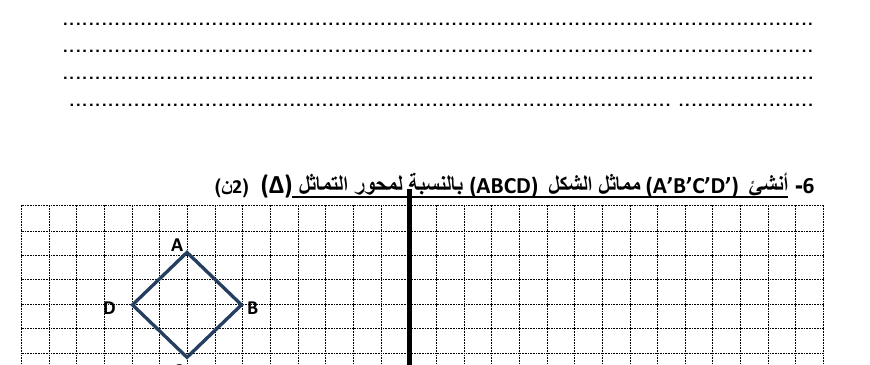 6- أنشئ (A’B’C’D’) مماثل الشكل (ABCD) بالنسبة لمحور التماثل (Δ) (2ن)
A
D
B